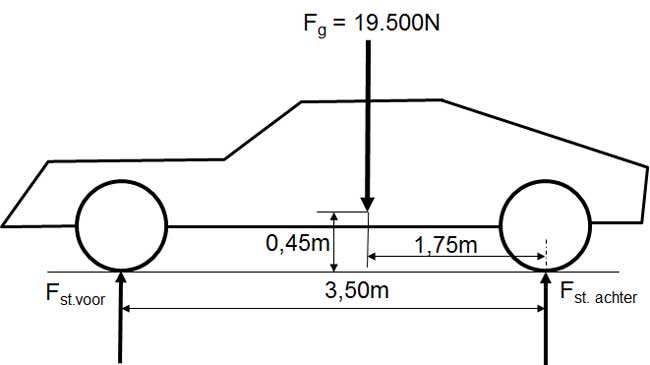 Fg = 19.500N
0,45m
1,75m
Fst.voor
3,50m
Fst. achter